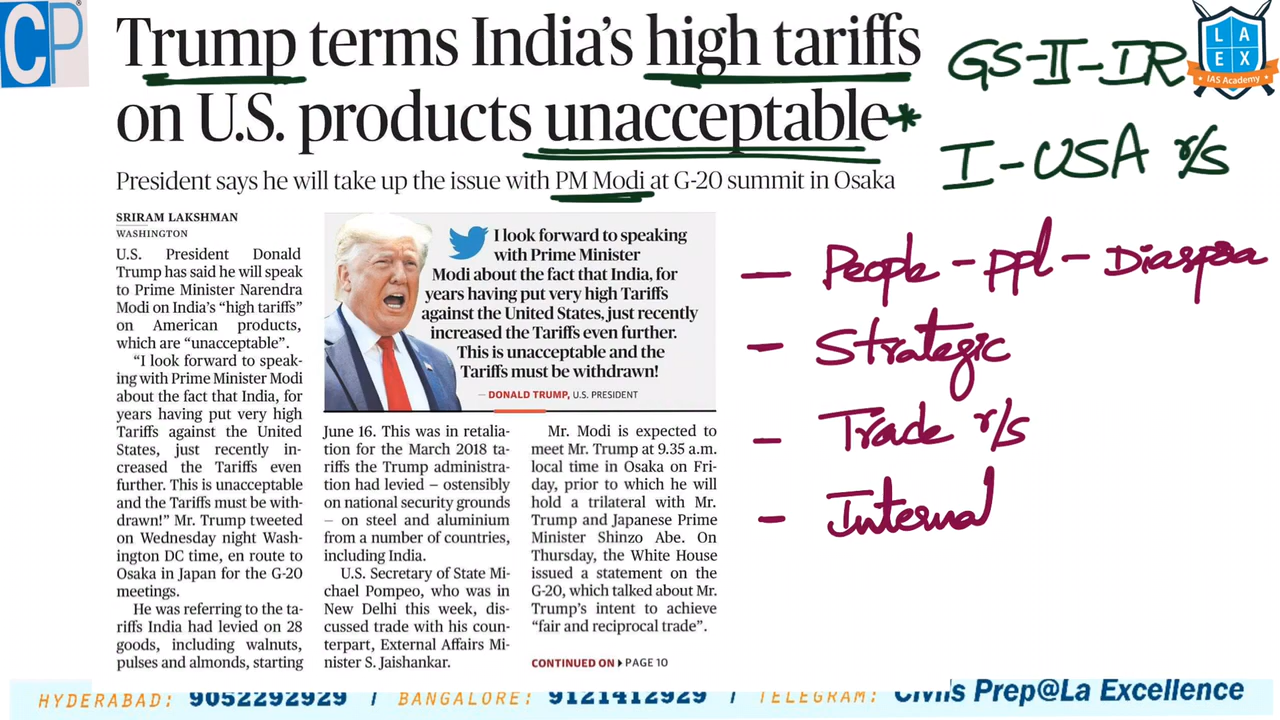 CP
Trump terms India's high tariffs
on U.S. products unacceptable*
President says he will take up the issue with PM Modi at G-20 summit in Osaka
SRIRAM LAKSHMAN
WASHINGTON
U.S. President Donald
Trump has said he will speak
to Prime Minister Narendra
Modi on India's "high tariffs"
on American products,
which are "unacceptable".
"I look forward to speak-
ing with Prime Minister Modi
about the fact that India, for
years having put very high
Tariffs against the United
States, just recently in-
creased the Tariffs even
further. This is unacceptable
and the Tariffs must be with-
drawn!" Mr. Trump tweeted
on Wednesday night Wash-
ington DC time, en route to
Osaka in Japan for the G-20
meetings.
He was referring to the ta-
riffs India had levied on 28
goods, including walnuts,
pulses and almonds, starting
I look forward to speaking
with Prime Minister
Modi about the fact that India, for
years having put very high Tariffs
against the United States, just recently
increased the Tariffs even further.
This is unacceptable and the
Tariffs must be withdrawn!
— DONALD TRUMP, U.S. PRESIDENT
June 16. This was in retalia-
tion for the March 2018 ta-
riffs the Trump administra-
tion had levied – ostensibly
on national security grounds
– on steel and aluminium
from a number of countries,
including India.
U.S. Secretary of State Mi-
chael Pompeo, who was in
New Delhi this week, dis-
cussed trade with his coun-
terpart, External Affairs Mi-
nister S. Jaishankar.
Mr. Modi is expected to
meet Mr. Trump at 9.35 a.m.
local time in Osaka on Fri-
day, prior to which he will
hold a trilateral with Mr.
Trump and Japanese Prime
Minister Shinzo Abe. On
Thursday, the White House
issued a statement on the
G-20, which talked about Mr.
Trump's intent to achieve
"fair and reciprocal trade".
CONTINUED ON ▸ PAGE 10
GS-II-IR
I-USA r/s
- People - ppl - Diaspora
- Strategic
- Trade r/s
- Internal
LA
EX
IAS Academy
HYDERABAD: 9052292929 / BANGALORE: 9121412929 / TELEGRAM: Civils Prep@La Excellence